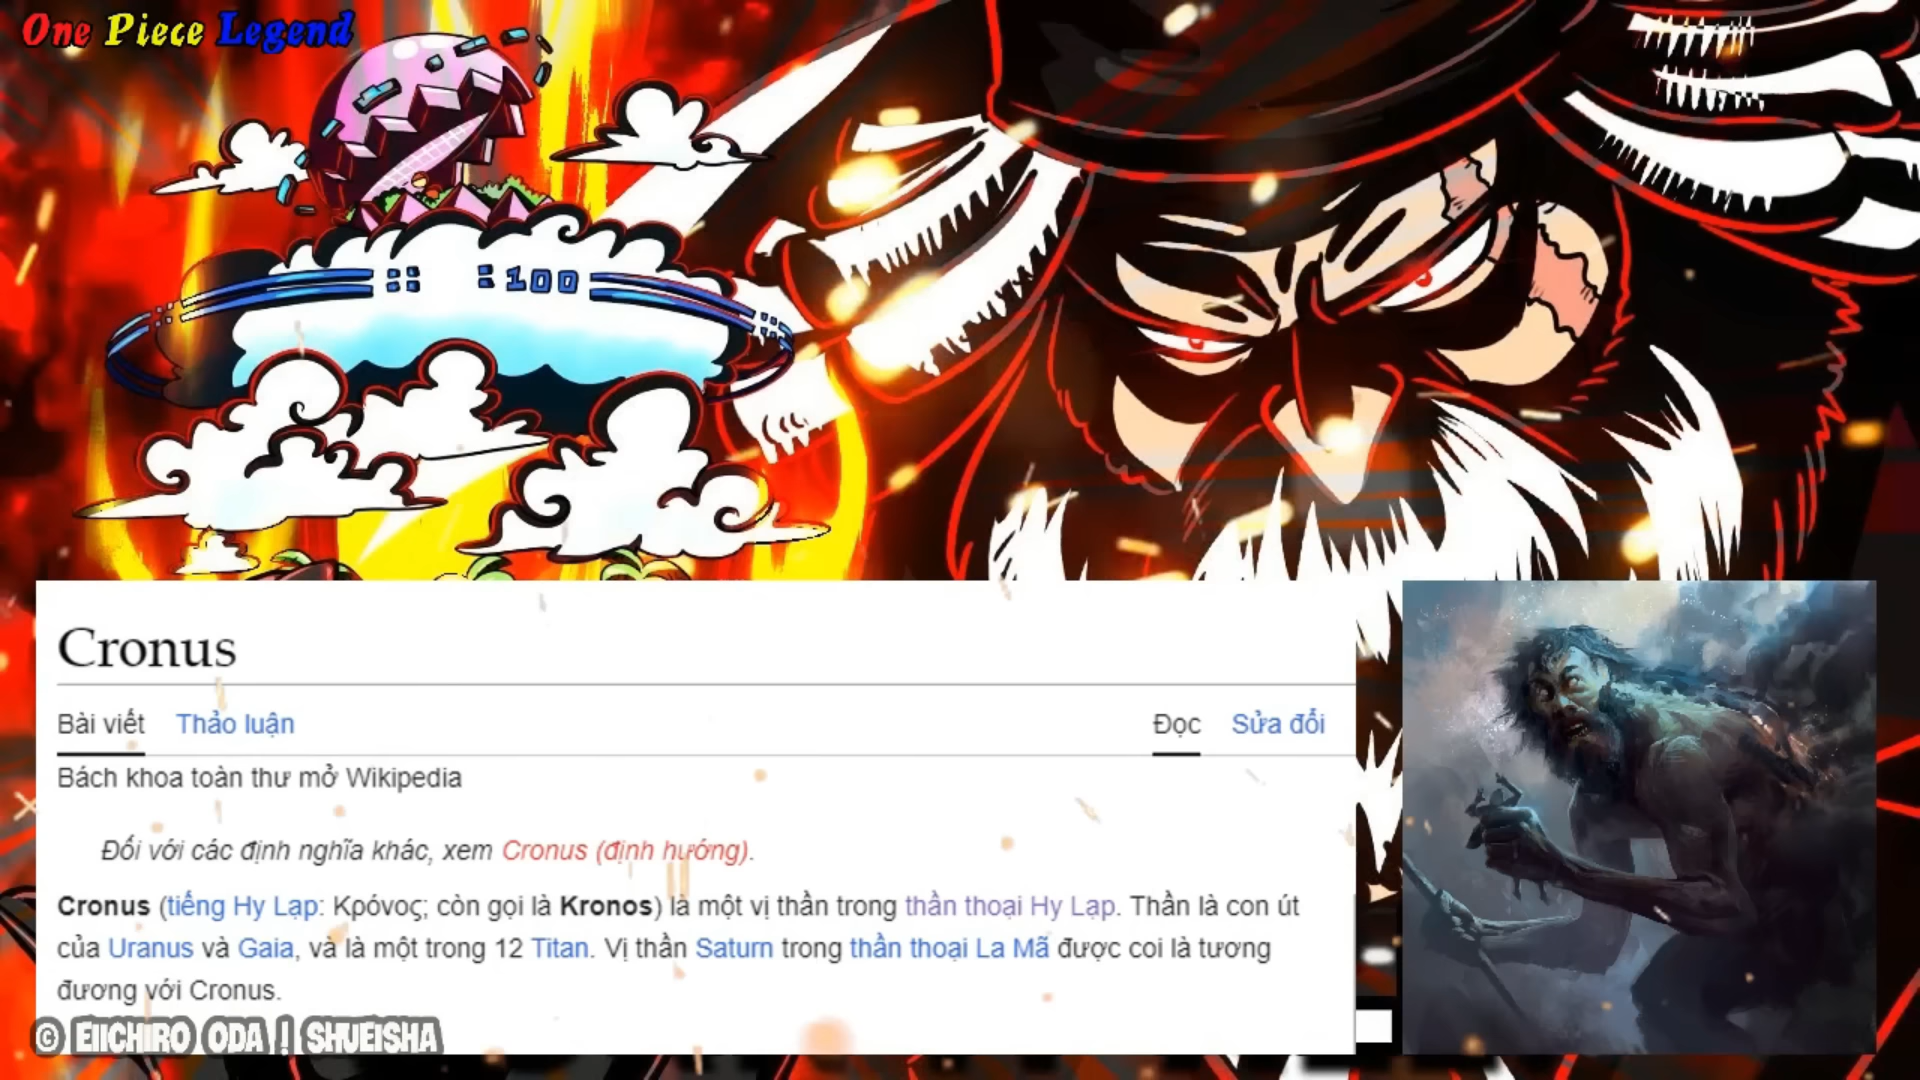 One Piece Legend
:: :100
Cronus
Bài viết Thảo luận Đọc Sửa đổi
Bách khoa toàn thư mở Wikipedia
Đối với các định nghĩa khác, xem Cronus (định hướng).
Cronus (tiếng Hy Lạp: Κρόνος; còn gọi là Kronos) là một vị thần trong thần thoại Hy Lạp. Thần là con út
của Uranus và Gaia, và là một trong 12 Titan. Vị thần Saturn trong thần thoại La Mã được coi là tương
đương với Cronus.
© EIICHIRO ODA | SHUEISHA